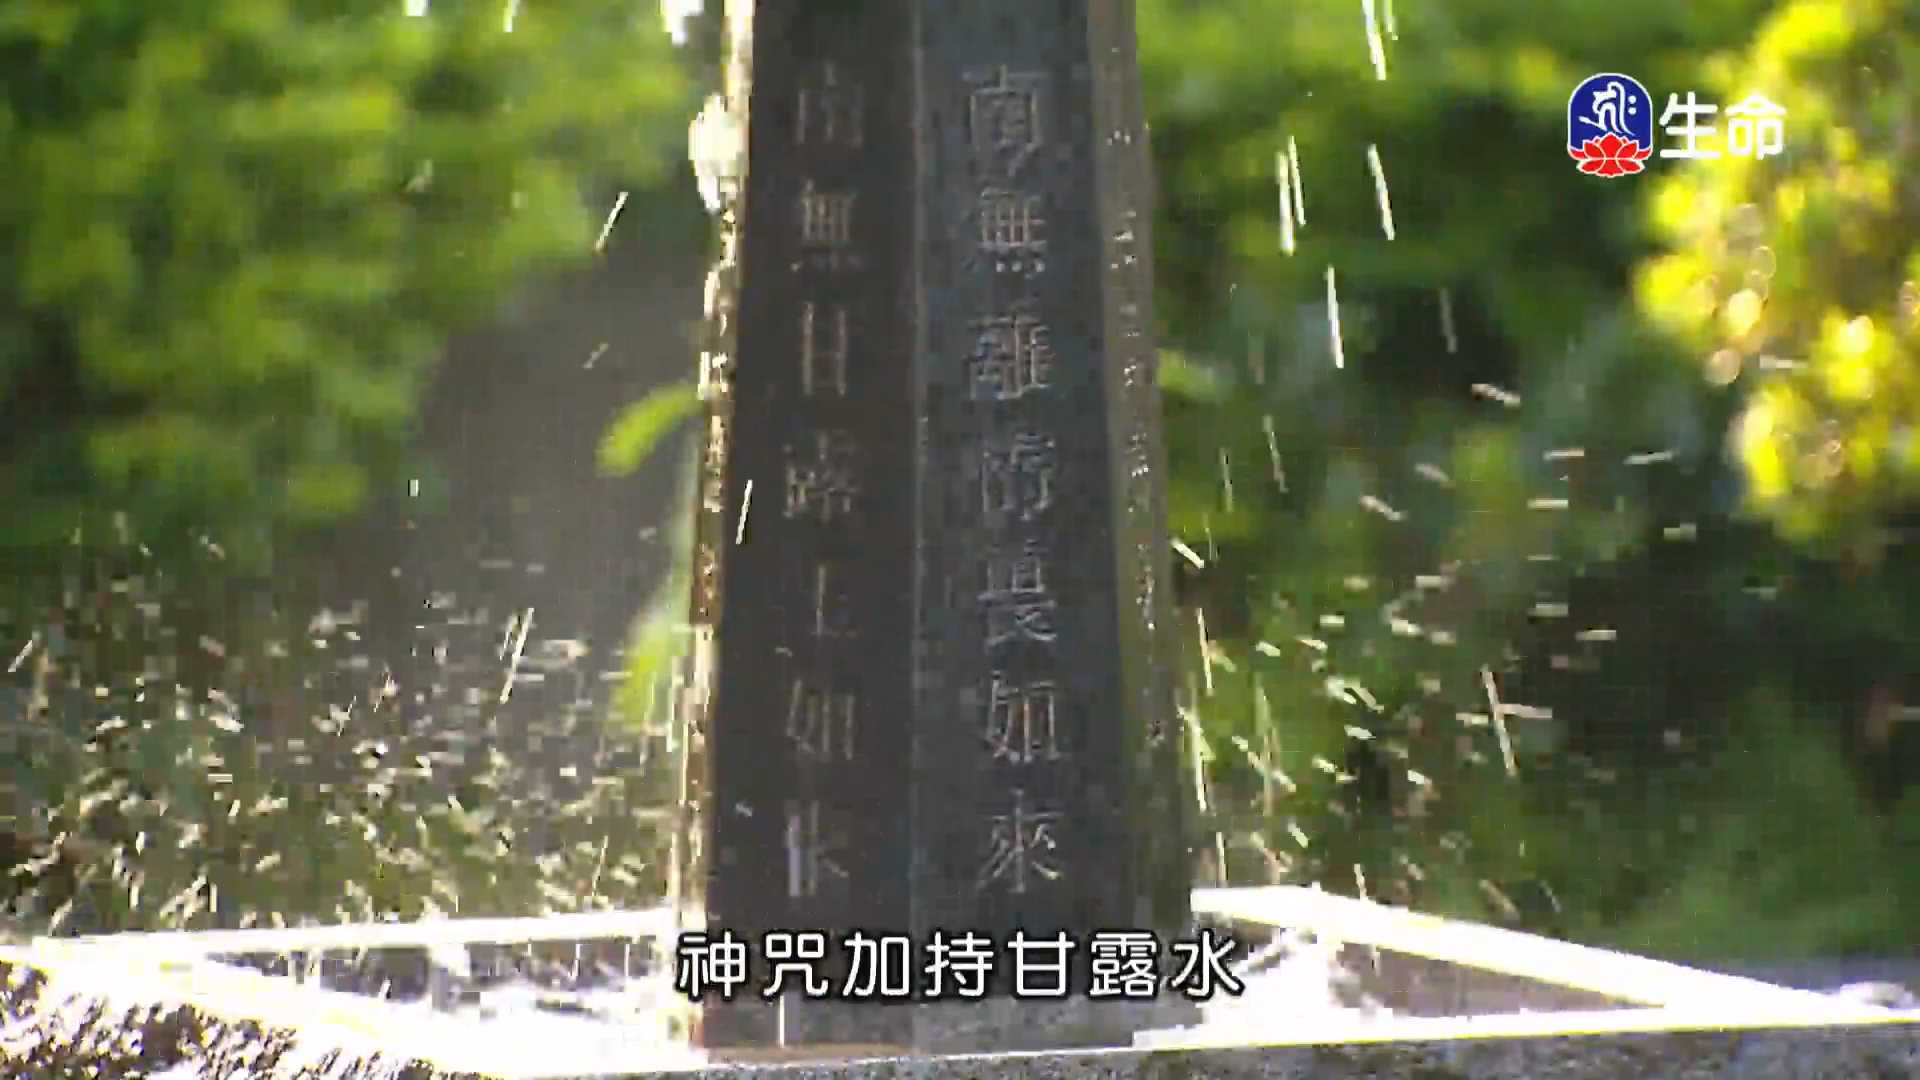 生命
南無離怖畏如來
南無甘露王如來
神咒加持甘露水